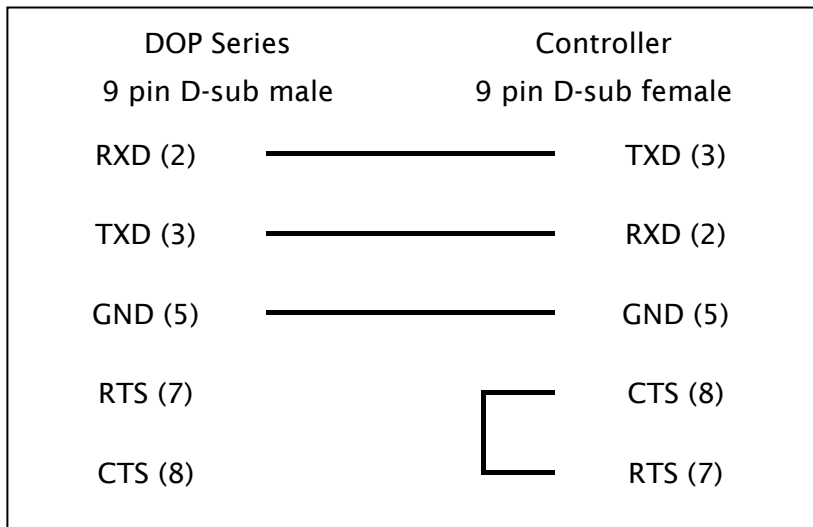 DOP Series Controller
9 pin D-sub male 9 pin D-sub female
RXD (2) TXD (3)
TXD (3) RXD (2)
GND (5) GND (5)
RTS (7) CTS (8)
CTS (8) RTS (7)